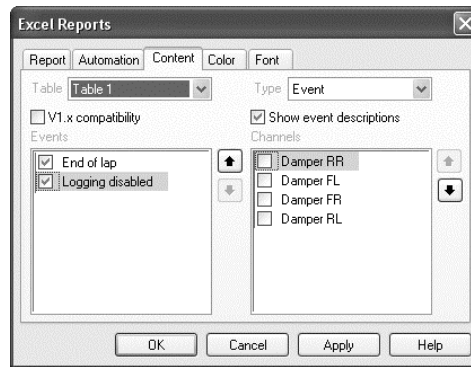 Excel Reports
Report Automation Content Color Font
Table Table 1 Type Event
V1.x compatibility Show event descriptions
Events Channels
End of lap Damper RR
Logging disabled Damper FL
Damper FR
Damper RL
OK Cancel Apply Help